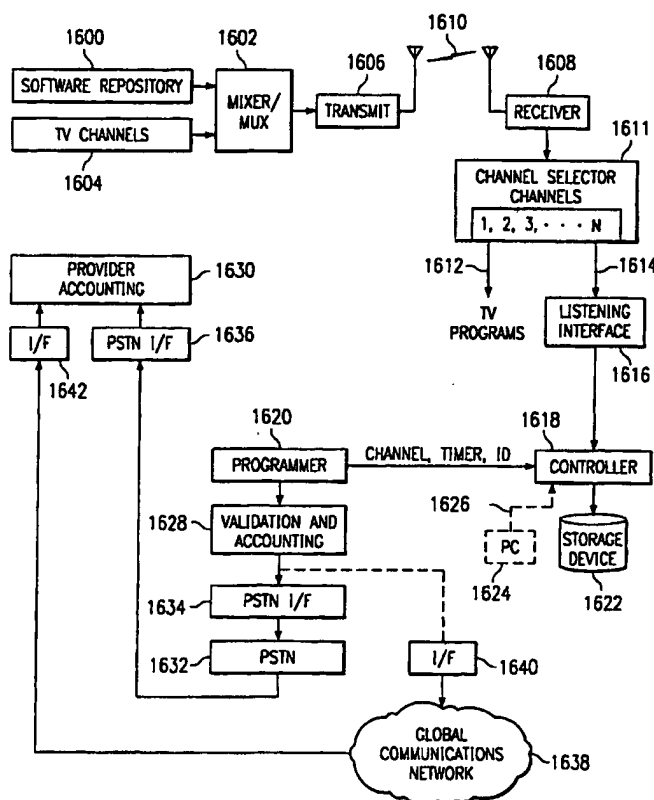 1600
SOFTWARE REPOSITORY
1602
MIXER/
MUX
TV CHANNELS
1604
1606
TRANSMIT
1610
1608
RECEIVER
1611
CHANNEL SELECTOR
CHANNELS
1, 2, 3, · · · N
1612
1614
TV
PROGRAMS
LISTENING
INTERFACE
1616
PROVIDER
ACCOUNTING
1630
I/F
1642
PSTN I/F
1636
1620
PROGRAMMER
CHANNEL, TIMER, ID
1618
CONTROLLER
1628
VALIDATION AND
ACCOUNTING
1626
PC
1624
STORAGE
DEVICE
1622
1634
PSTN I/F
1632
PSTN
I/F
1640
GLOBAL
COMMUNICATIONS
NETWORK
1638